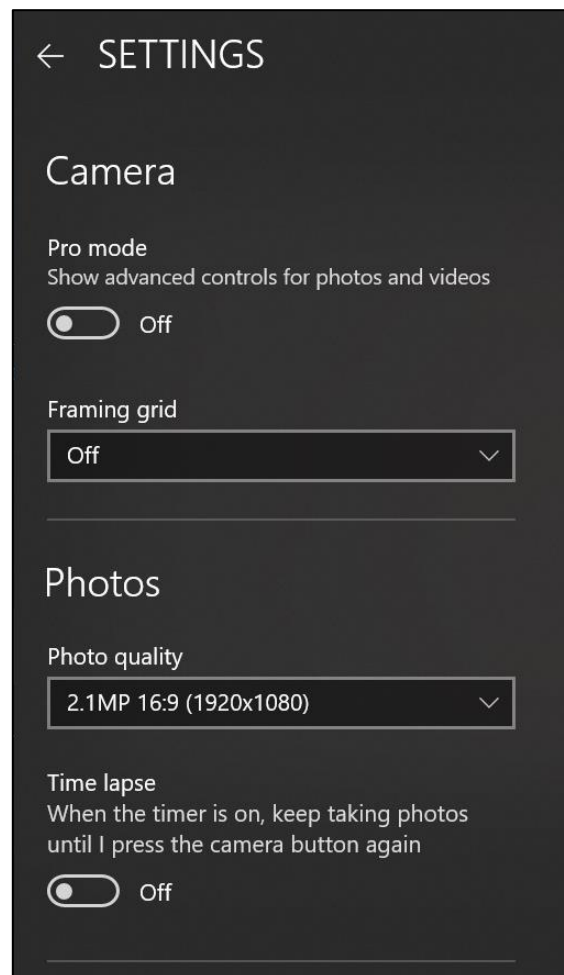 SETTINGS
Camera
Pro mode
Show advanced controls for photos and videos
Off
Framing grid
Off
Photos
Photo quality
2.1MP 16:9 (1920x1080)
Time lapse
When the timer is on, keep taking photos
until I press the camera button again
Off